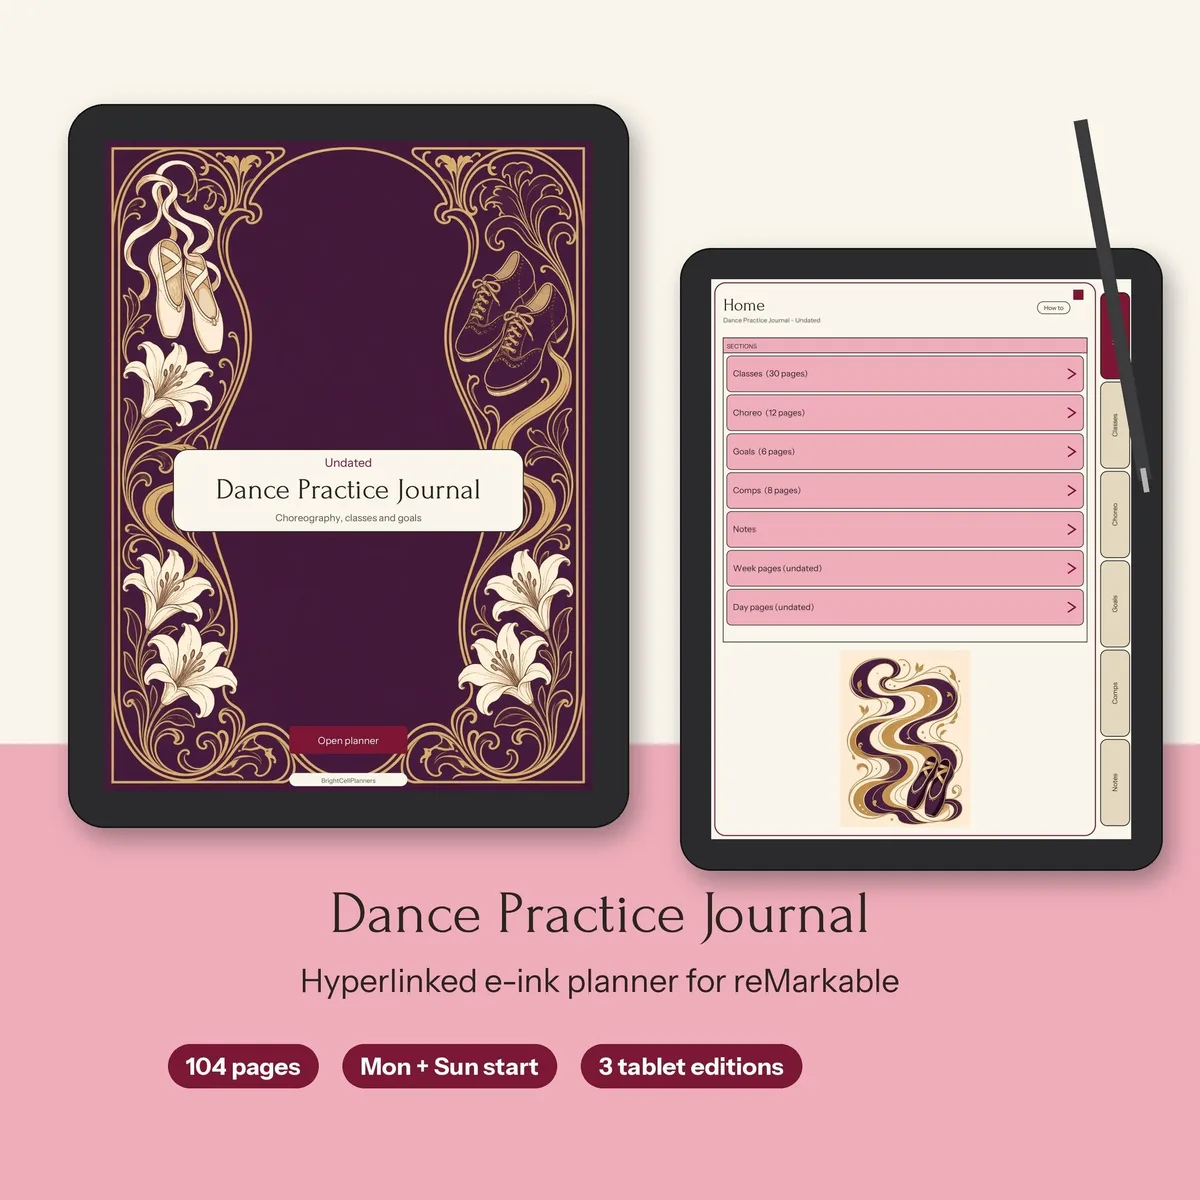 Undated
Dance Practice Journal
Choreography, classes and goals
Open planner
BrightCellPlanners
Home
Dance Practice Journal - Undated
How to
SECTIONS
Classes (30 pages)
Choreo (12 pages)
Goals (6 pages)
Comps (8 pages)
Notes
Week pages (undated)
Day pages (undated)
Classes
Choreo
Goals
Comps
Notes
Dance Practice Journal
Hyperlinked e-ink planner for reMarkable
104 pages
Mon + Sun start
3 tablet editions